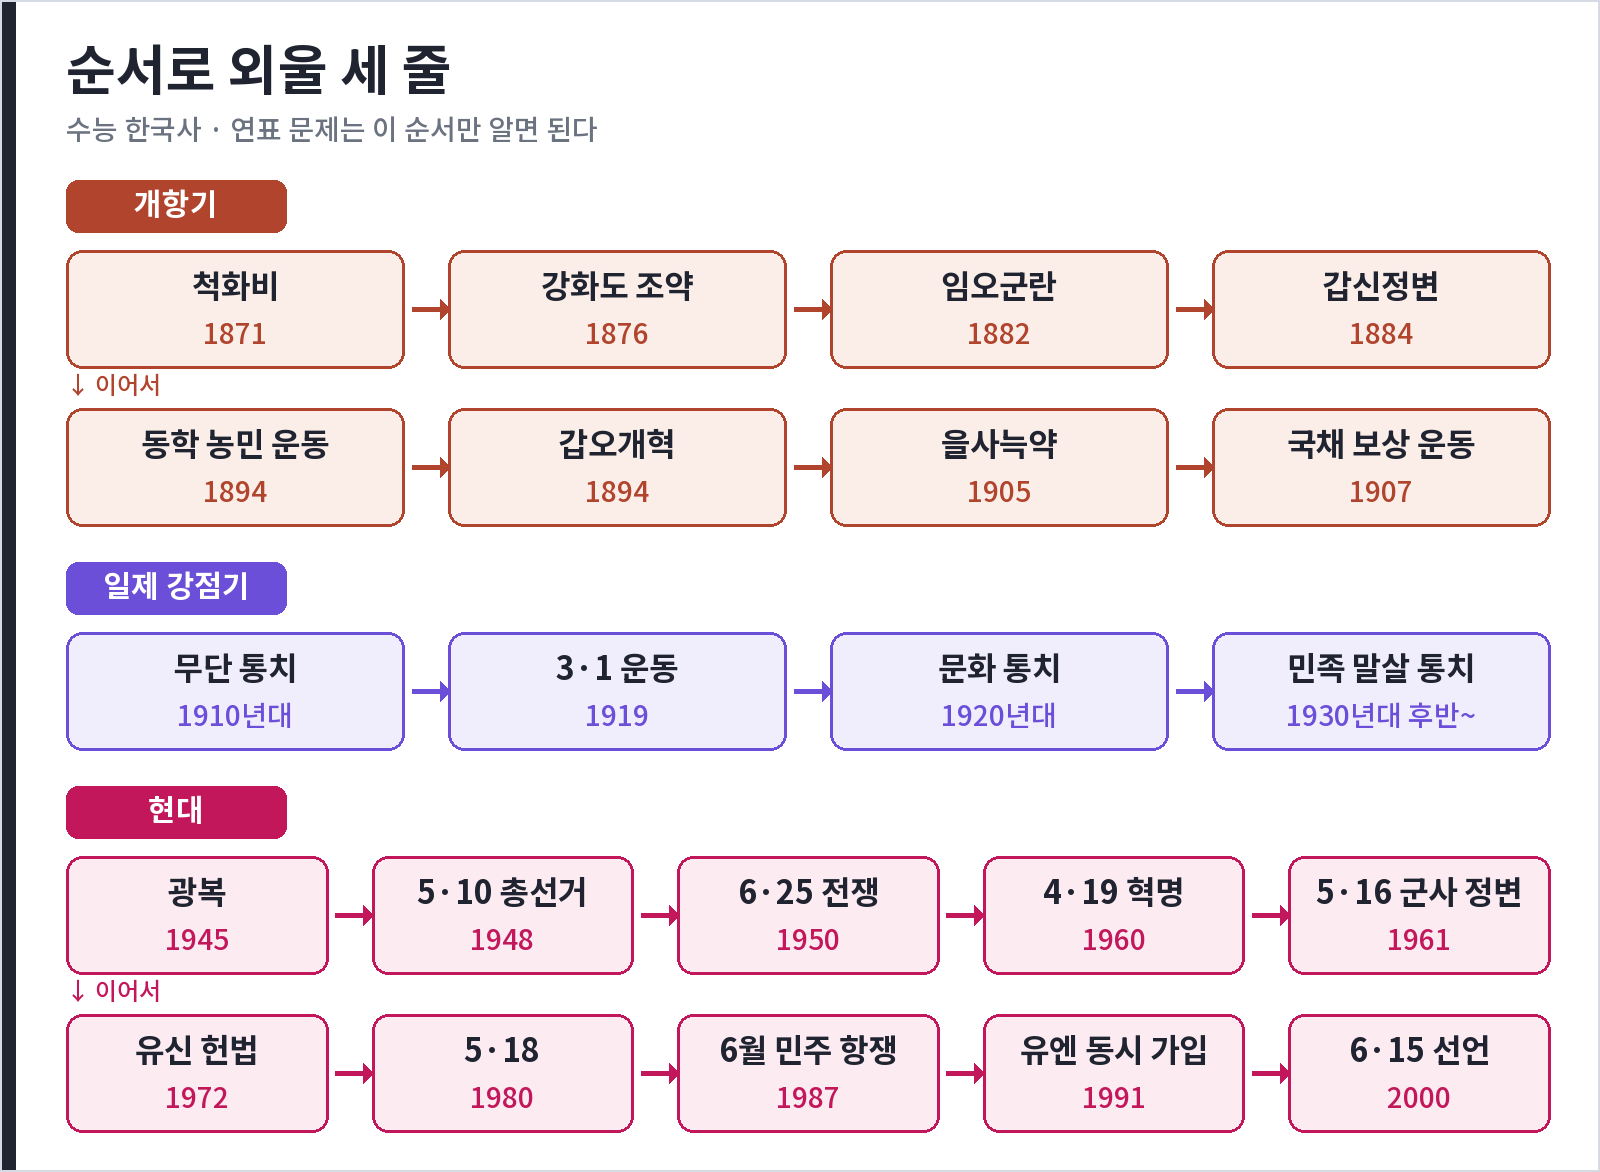 순서로 외울 세 줄
수능 한국사 · 연표 문제는 이 순서만 알면 된다
개항기
척화비
1871
강화도 조약
1876
임오군란
1882
갑신정변
1884
↓ 이어서
동학 농민 운동
1894
갑오개혁
1894
을사늑약
1905
국채 보상 운동
1907
일제 강점기
무단 통치
1910년대
3·1 운동
1919
문화 통치
1920년대
민족 말살 통치
1930년대 후반~
현대
광복
1945
5·10 총선거
1948
6·25 전쟁
1950
4·19 혁명
1960
5·16 군사 정변
1961
↓ 이어서
유신 헌법
1972
5·18
1980
6월 민주 항쟁
1987
유엔 동시 가입
1991
6·15 선언
2000